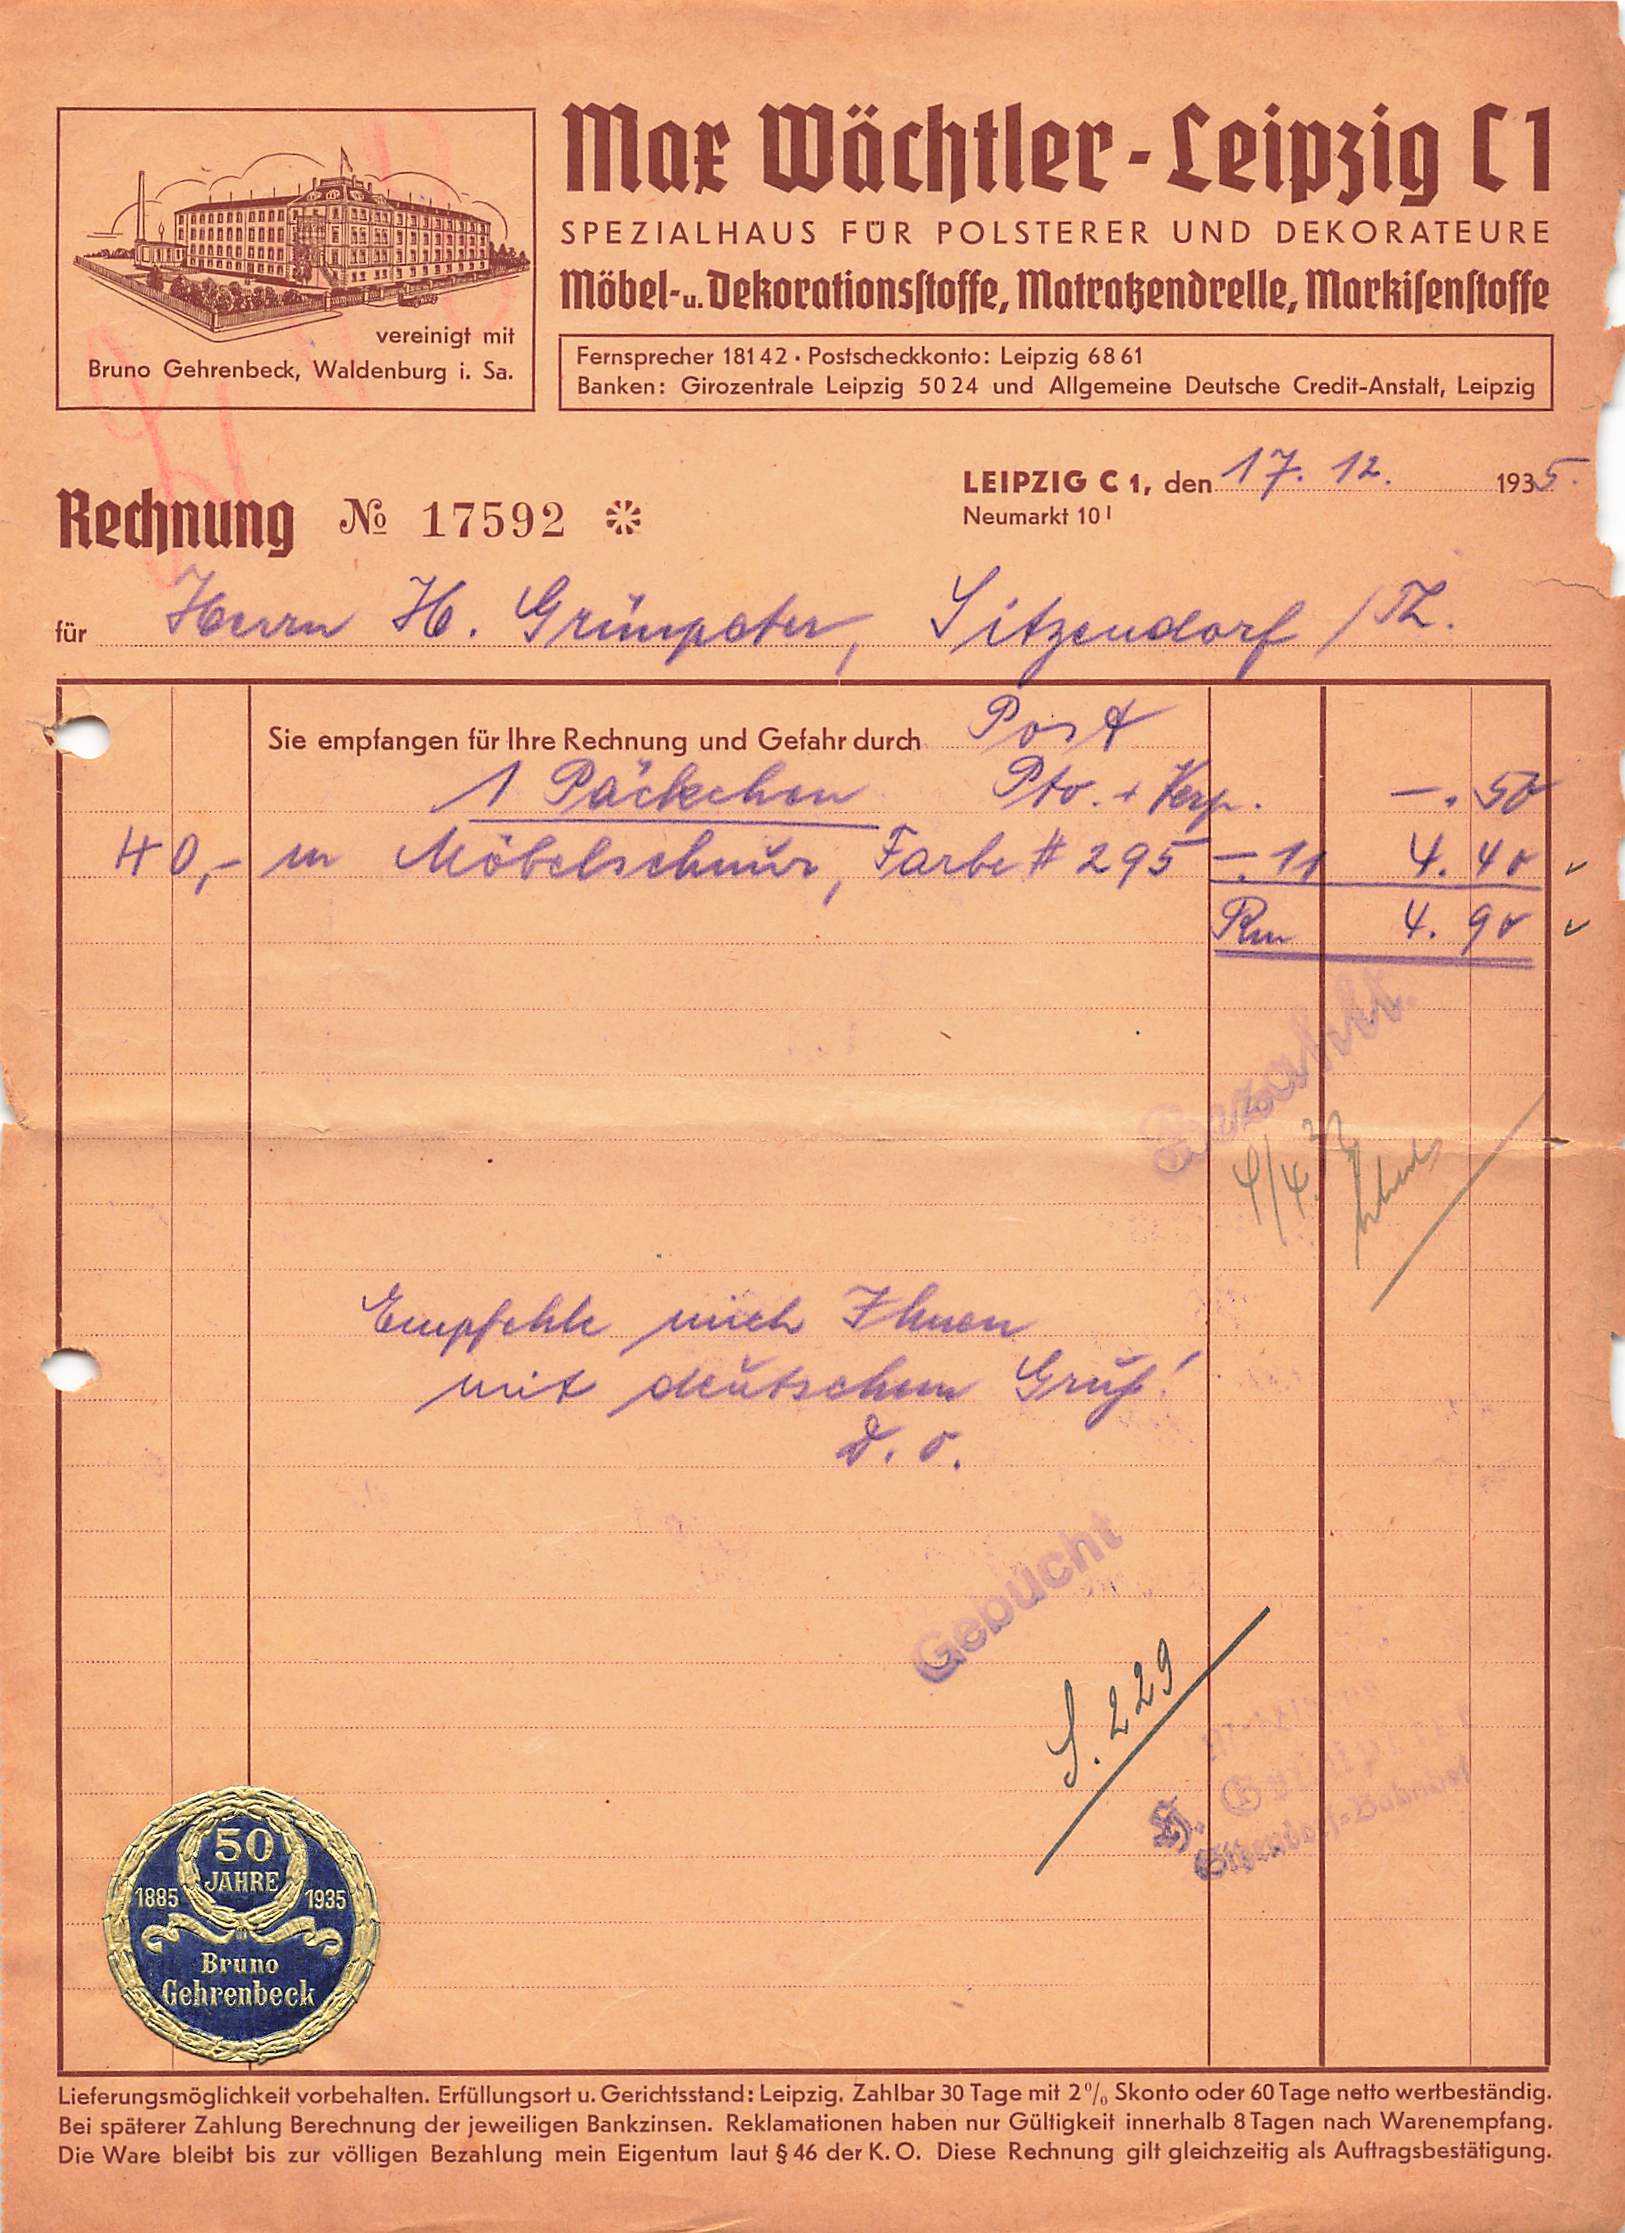 Max Wächtler - Leipzig C 1
SPEZIALHAUS FÜR POLSTERER UND DEKORATEURE
Möbel- u. Dekorationsstoffe, Matratzendrelle, Markisenstoffe
vereinigt mit
Bruno Gehrenbeck, Waldenburg i. Sa.
Fernsprecher 18142 · Postscheckkonto: Leipzig 6861
Banken: Girozentrale Leipzig 5024 und Allgemeine Deutsche Credit-Anstalt, Leipzig
LEIPZIG C 1, den 17. 12. 1935.
Neumarkt 10 I
Rechnung No 17592
für Herrn H. Grümpster, Sitzendorf /Th.
Sie empfangen für Ihre Rechnung und Gefahr durch Post
1 Päckchen Pto. + Verp. –.50
40,- m Möbelschnur, Farbe # 295 –.11 4.40
Rm 4.90
Bezahlt
4/4.
Empfehle mich Ihnen
mit deutschem Gruß!
D. O.
Gebucht
S. 229
50
JAHRE
1885 1935
Bruno
Gehrenbeck
Lieferungsmöglichkeit vorbehalten. Erfüllungsort u. Gerichtsstand: Leipzig. Zahlbar 30 Tage mit 2% Skonto oder 60 Tage netto wertbeständig.
Bei späterer Zahlung Berechnung der jeweiligen Bankzinsen. Reklamationen haben nur Gültigkeit innerhalb 8 Tagen nach Warenempfang.
Die Ware bleibt bis zur völligen Bezahlung mein Eigentum laut § 46 der K. O. Diese Rechnung gilt gleichzeitig als Auftragsbestätigung.